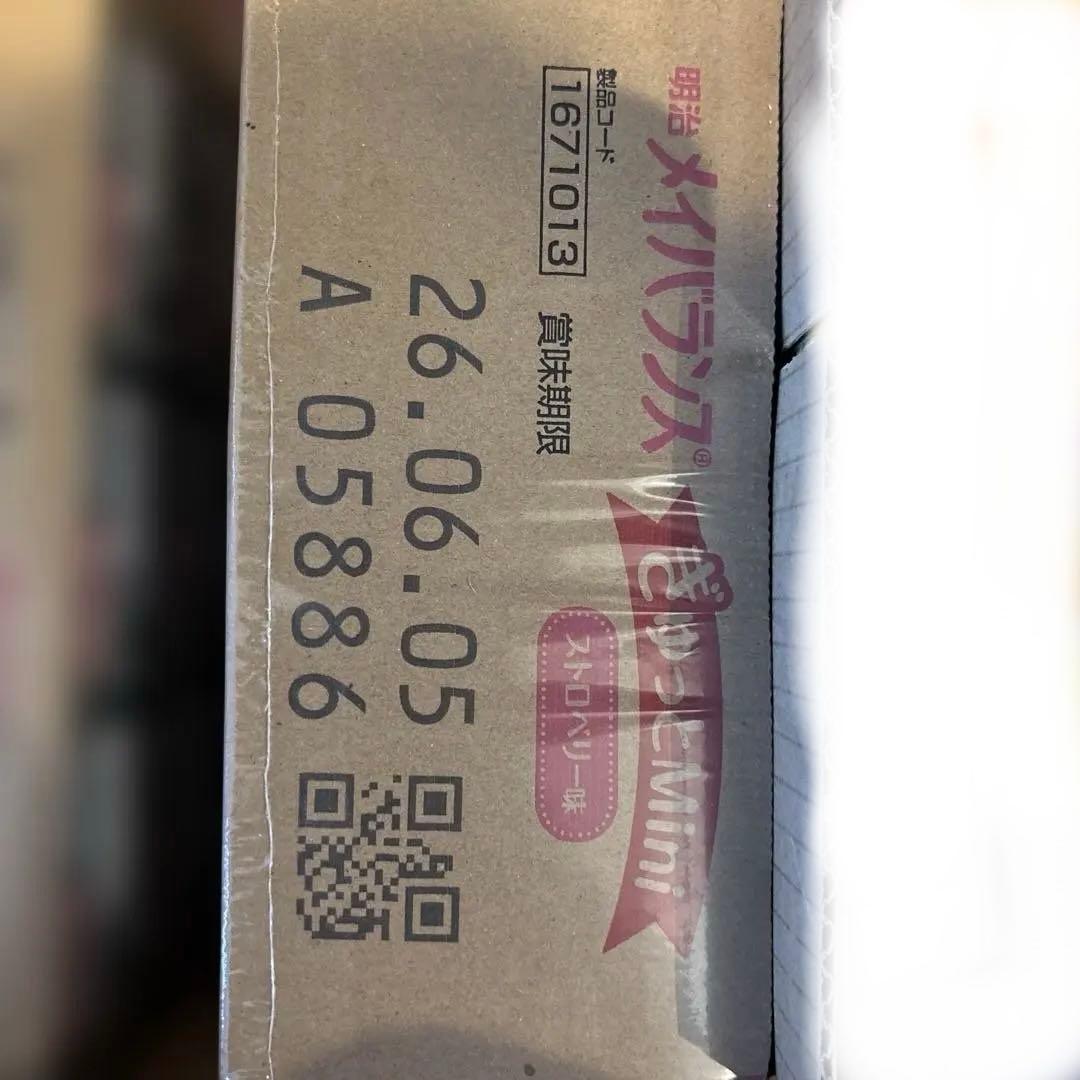 明治 メイバランス®
ぎゅっとMini
ストロベリー味
製品コード
1671013
賞味期限
26.06.05
A 05886